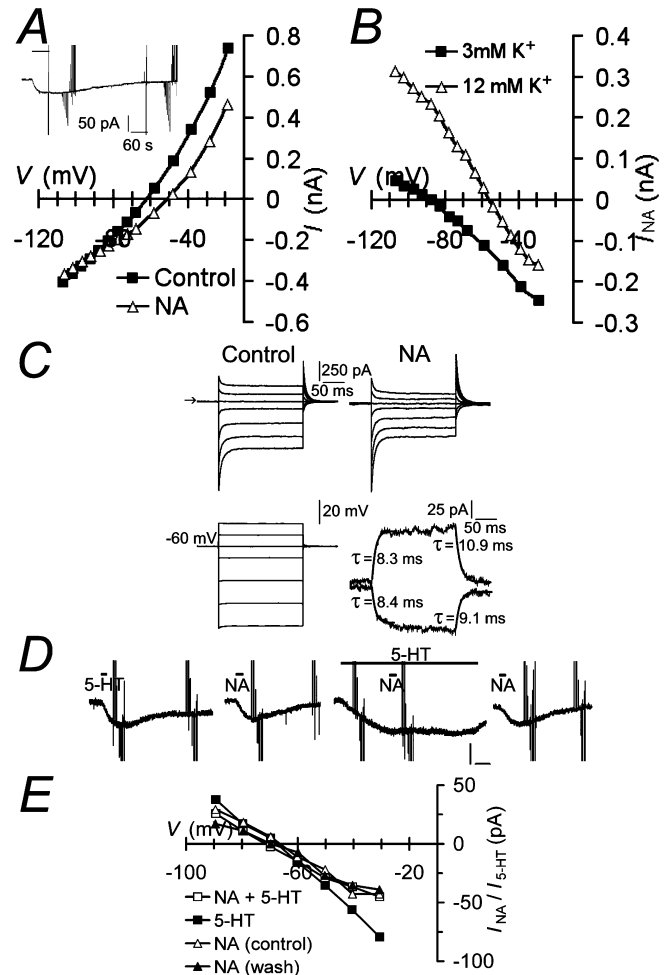 A
0.8
0.6
0.4
0.2
0
-0.2
-0.4
-0.6
I (nA)
50 pA
60 s
V (mV)
-120
-80
-40
Control
NA
B
3mM K+
12 mM K+
0.4
0.3
0.2
0.1
0
-0.1
-0.2
-0.3
INA (nA)
V (mV)
-120
-80
-40
C
Control
NA
250 pA
50 ms
→
20 mV
-60 mV
25 pA
50 ms
τ = 8.3 ms
τ = 10.9 ms
τ = 8.4 ms
τ = 9.1 ms
D
5-HT
NA
5-HT
NA
NA
E
50
0
-50
-100
INA / I5-HT (pA)
V (mV)
-100
-60
-20
NA + 5-HT
5-HT
NA (control)
NA (wash)